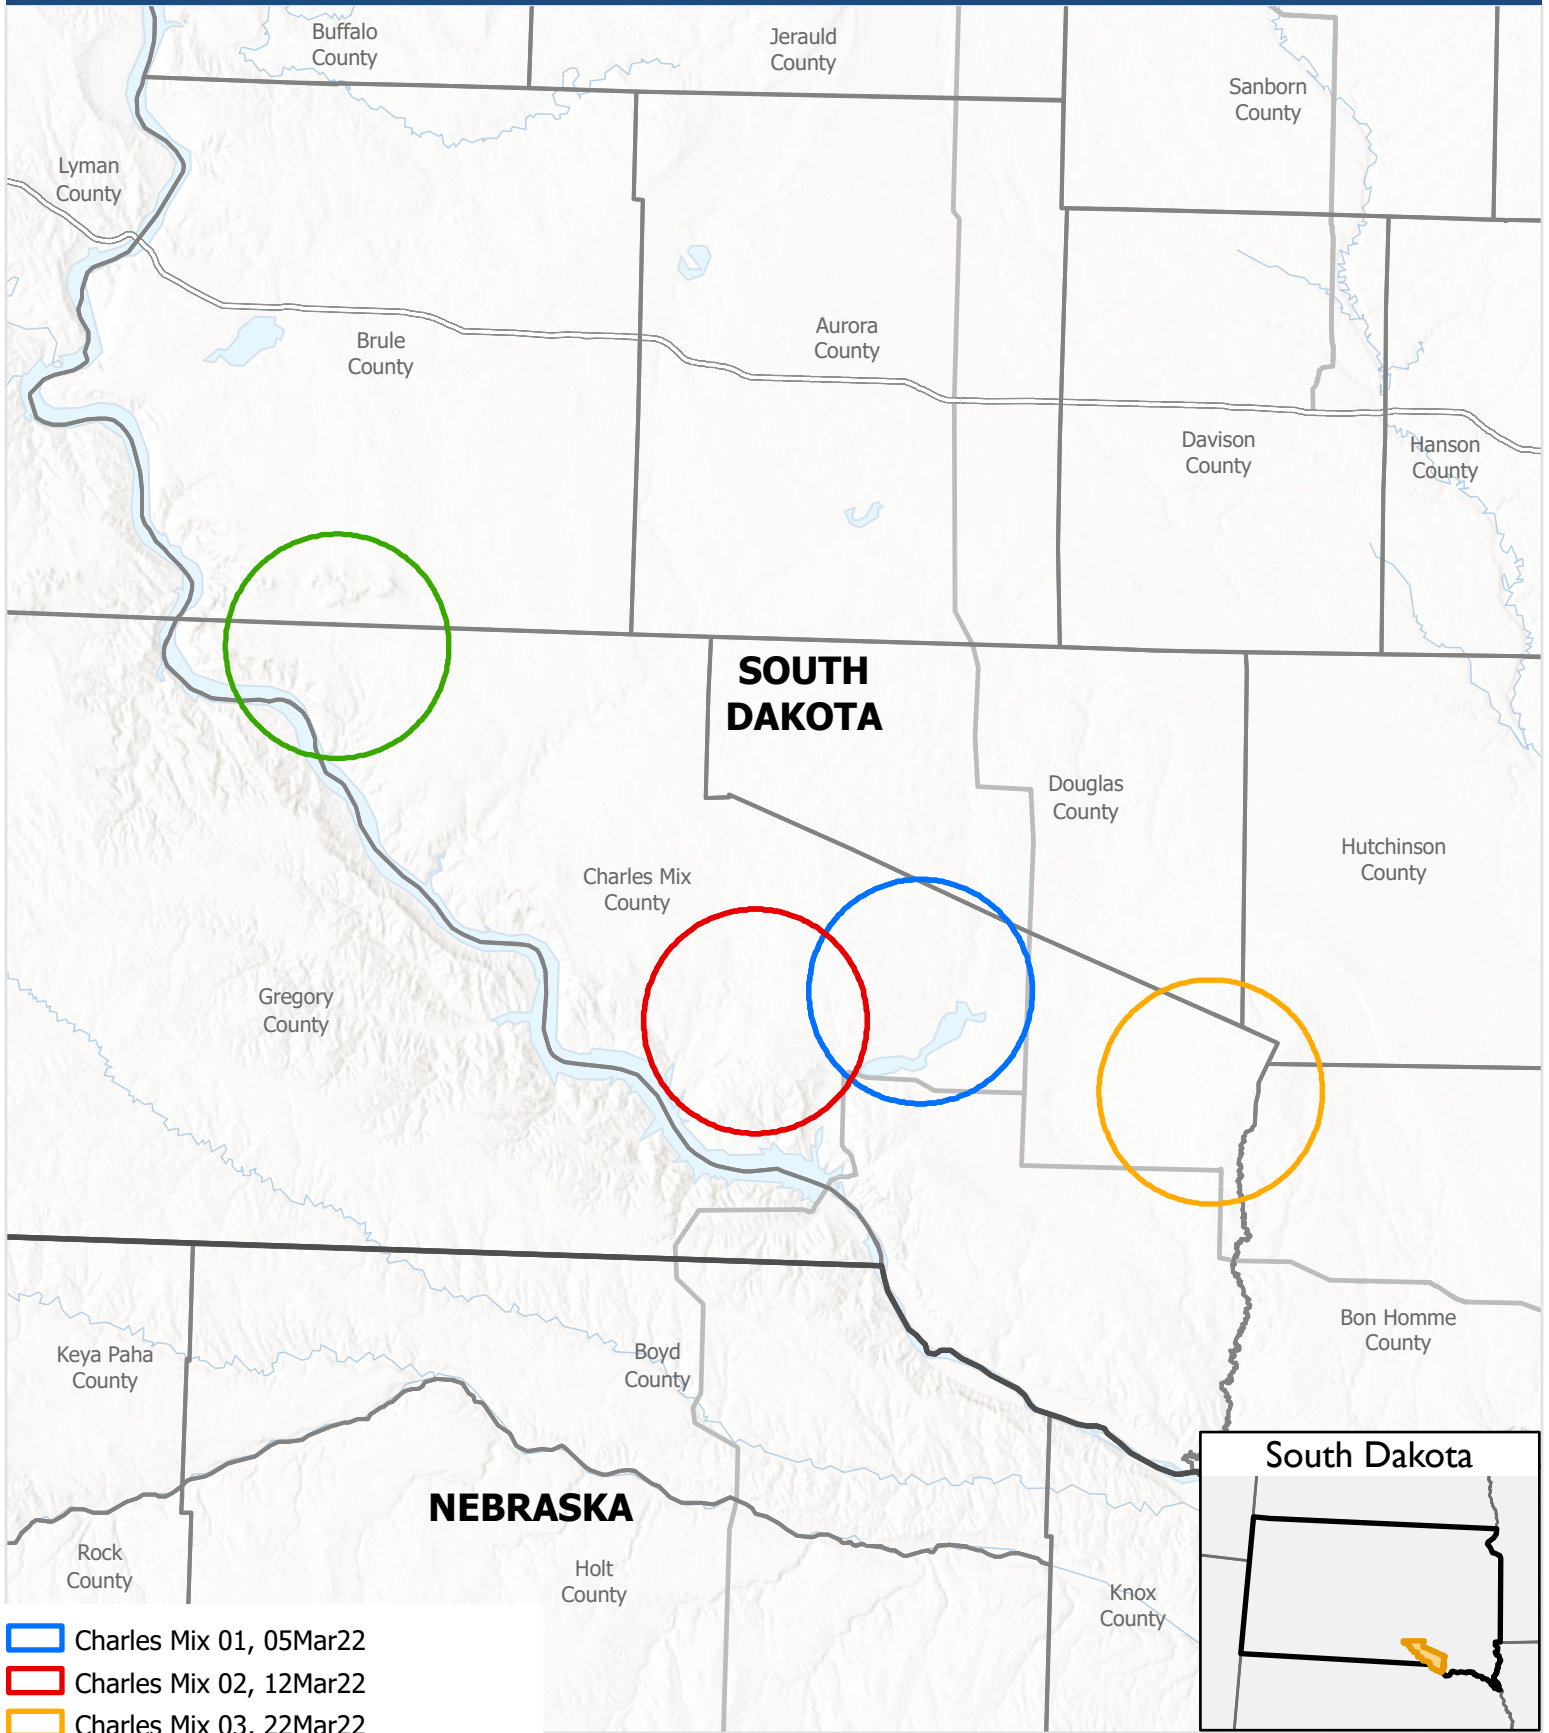 Buffalo
County
Jerauld
County
Sanborn
County
Lyman
County
Brule
County
Aurora
County
Davison
County
Hanson
County
SOUTH
DAKOTA
Douglas
County
Hutchinson
County
Charles Mix
County
Gregory
County
Bon Homme
County
Keya Paha
County
Boyd
County
NEBRASKA
Rock
County
Holt
County
Knox
County
South Dakota
Charles Mix 01, 05Mar22
Charles Mix 02, 12Mar22
Charles Mix 03, 22Mar22